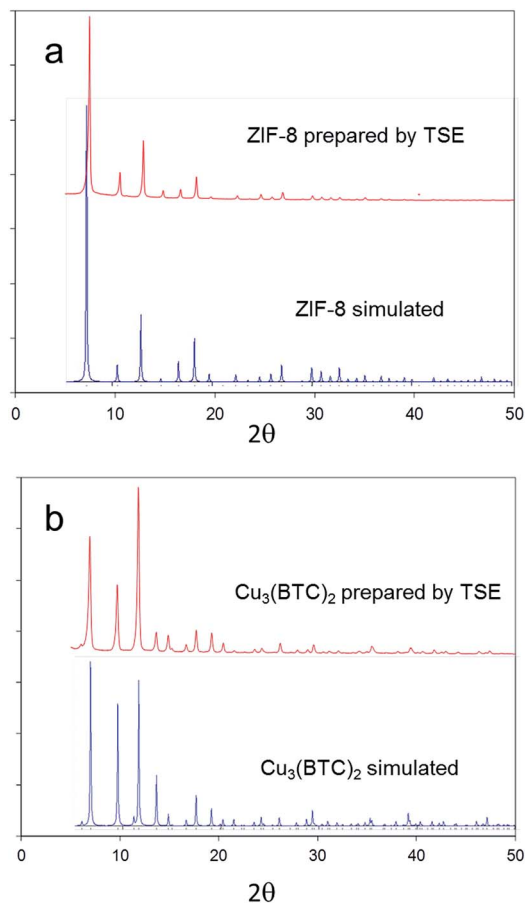 a
ZIF-8 prepared by TSE
ZIF-8 simulated
0 10 20 30 40 50
2θ
b
Cu₃(BTC)₂ prepared by TSE
Cu₃(BTC)₂ simulated
0 10 20 30 40 50
2θ